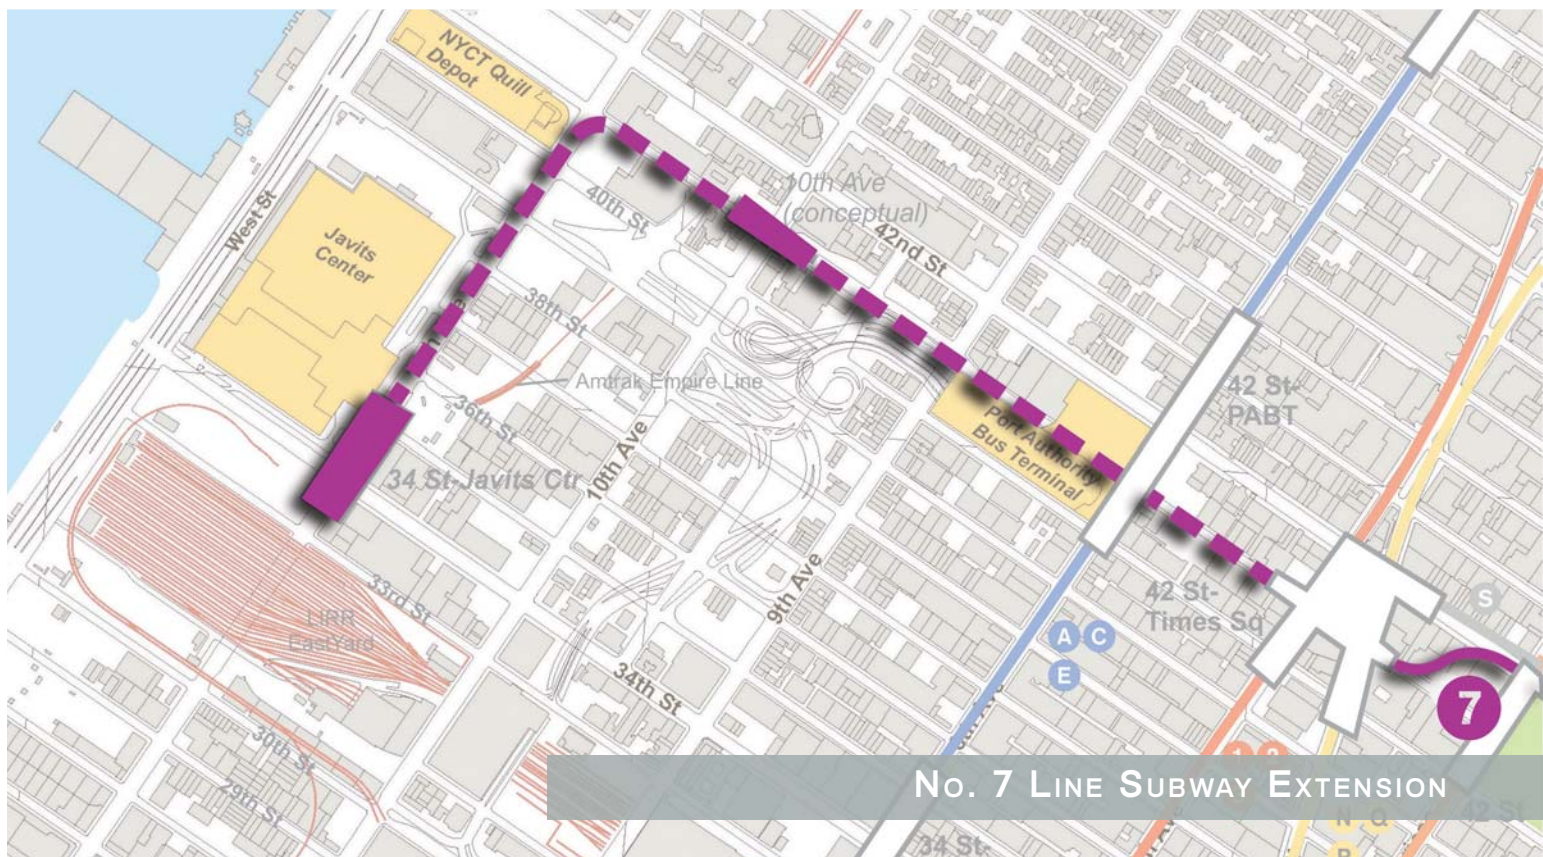 NYCT Quill
Depot
West St
Javits
Center
40th St
10th Ave
(conceptual)
42nd St
38th St
Amtrak Empire Line
36th St
34 St-Javits Ctr
10th Ave
Port Authority
Bus Terminal
42 St-
PABT
33rd St
LIRR
EastYard
9th Ave
34th St
42 St-
Times Sq
A
C
E
S
7
30th St
29th St
No. 7 Line Subway Extension
1
2
N
Q
R
42 St
34 St-